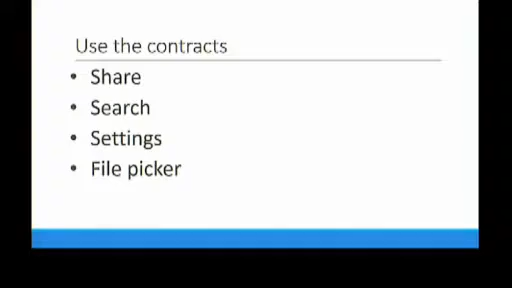 Use the contracts
• Share
• Search
• Settings
• File picker